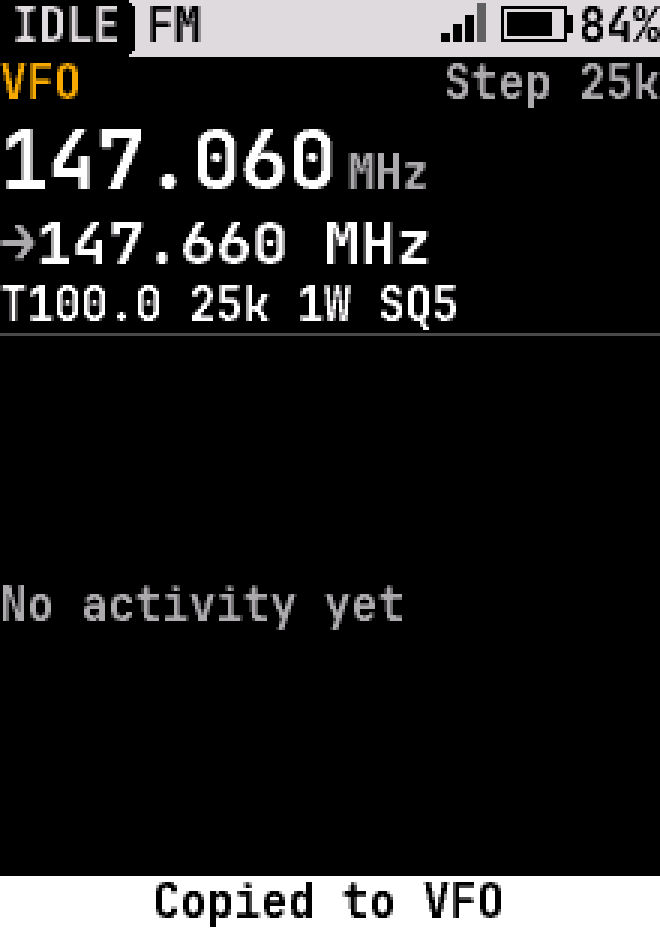 IDLE FM 84%
VFO Step 25k
147.060 MHz
→147.660 MHz
T100.0 25k 1W SQ5
No activity yet
Copied to VFO